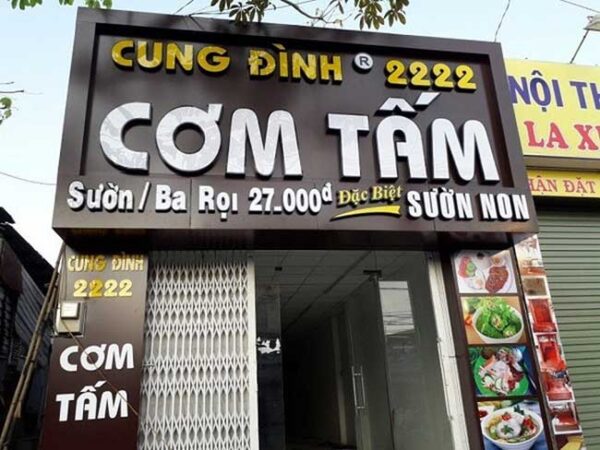 CUNG ĐÌNH ® 2222
CƠM TẤM
Sườn / Ba Rọi 27.000đ Đặc Biệt SƯỜN NON
CUNG ĐÌNH
2222
CƠM
TẤM
NỘI TH
LA X
ẬN ĐẶT